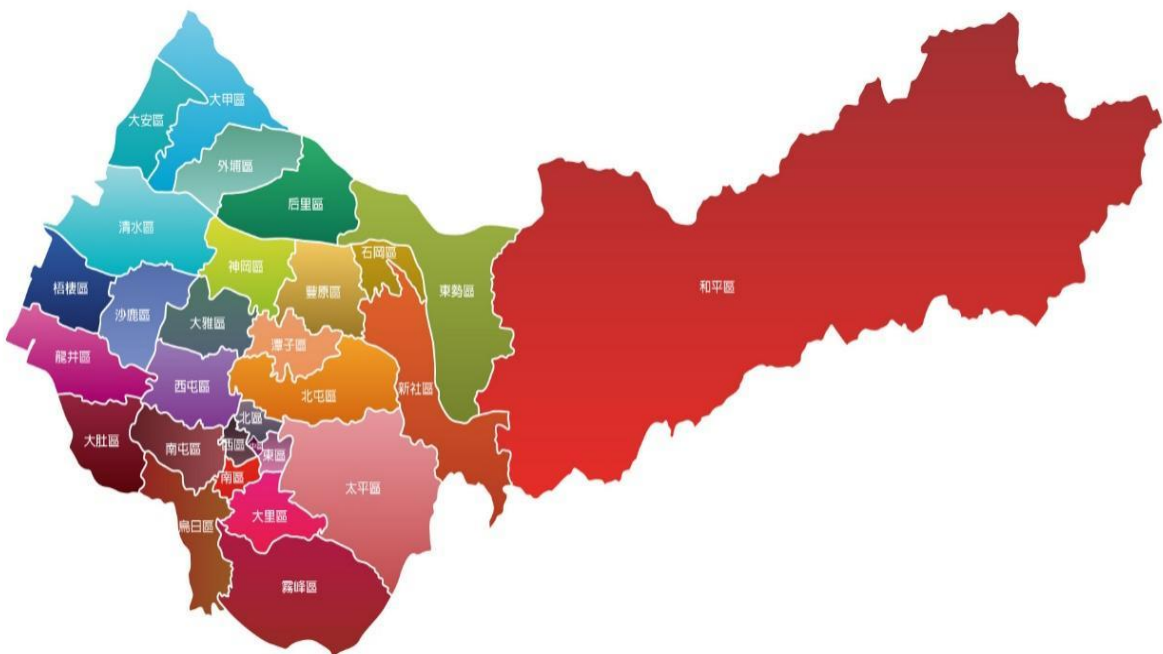 大甲區
大安區
外埔區
后里區
清水區
石岡區
神岡區
和平區
梧棲區
豐原區
東勢區
沙鹿區
大雅區
潭子區
龍井區
西屯區
新社區
北屯區
北區
大肚區
南屯區
西區
東區
南區
太平區
大里區
烏日區
霧峰區